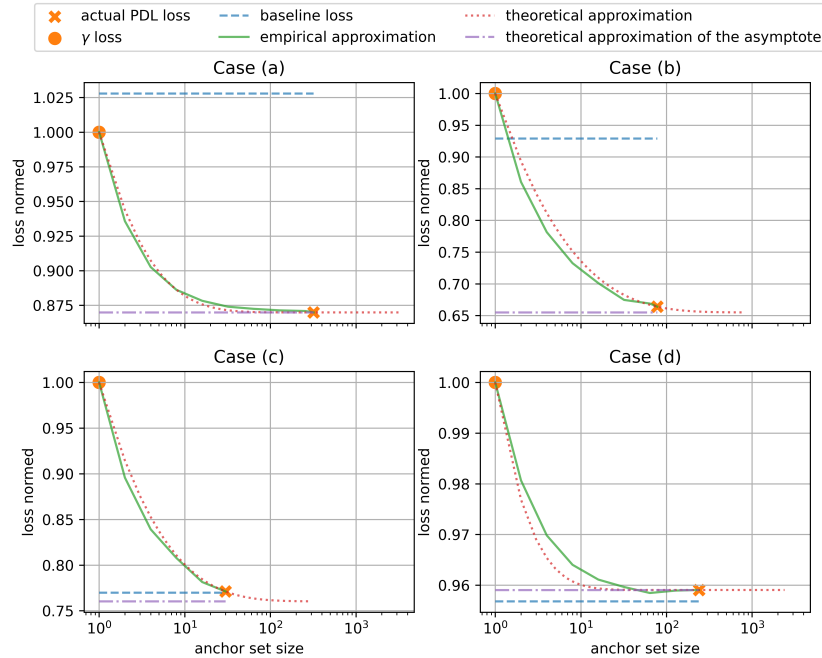 actual PDL loss
γ loss
baseline loss
empirical approximation
theoretical approximation
theoretical approximation of the asymptote
Case (a)
loss normed
1.025
1.000
0.975
0.950
0.925
0.900
0.875
Case (b)
loss normed
1.00
0.95
0.90
0.85
0.80
0.75
0.70
0.65
Case (c)
loss normed
1.00
0.95
0.90
0.85
0.80
0.75
10⁰ 10¹ 10² 10³
anchor set size
Case (d)
loss normed
1.00
0.99
0.98
0.97
0.96
10⁰ 10¹ 10² 10³
anchor set size